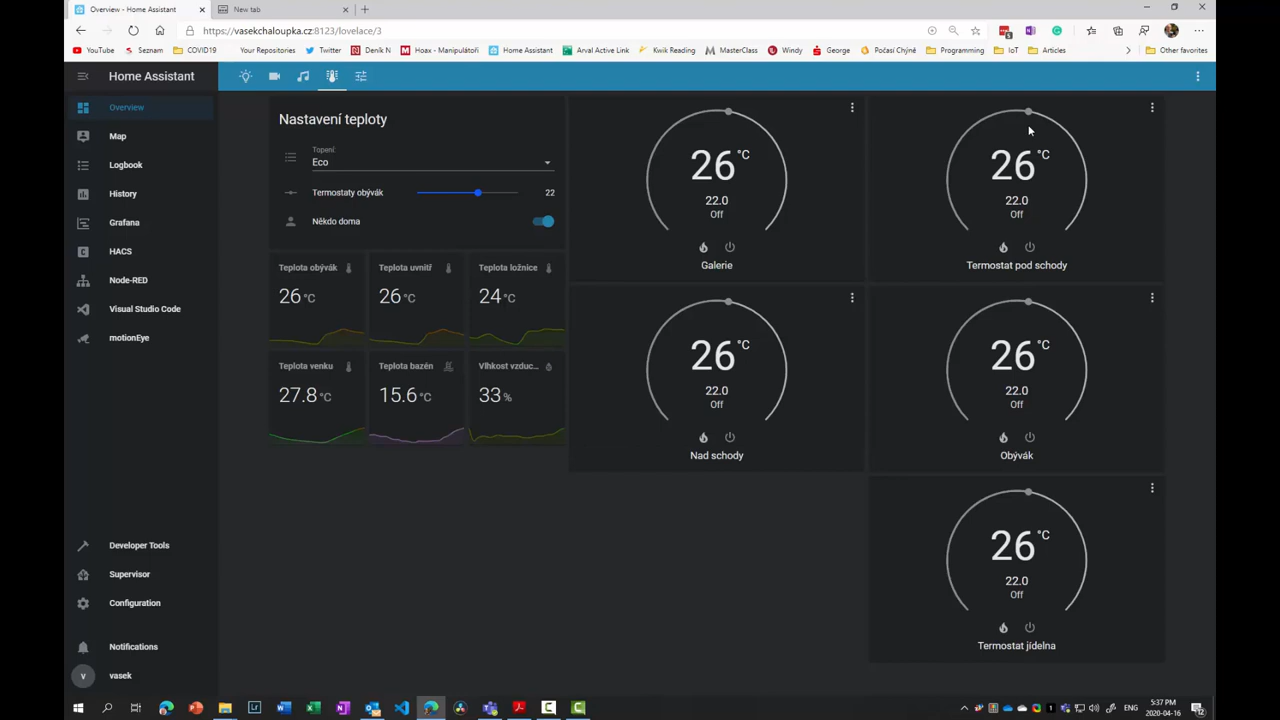 Overview - Home Assistant
New tab
https://vasekchaloupka.cz:8123/lovelace/3
YouTube
Seznam
COVID19
Your Repositories
Twitter
Deník N
Hoax - Manipulátoři
Home Assistant
Arval Active Link
Kwik Reading
MasterClass
Windy
George
Počasí Chýně
Programming
IoT
Articles
Other favorites
Home Assistant
Overview
Map
Logbook
History
Grafana
HACS
Node-RED
Visual Studio Code
motionEye
Developer Tools
Supervisor
Configuration
Notifications
v
vasek
Nastavení teploty
Topení
Eco
Termostaty obývák
22
Někdo doma
Teplota obývák
26 °C
Teplota uvnitř
26 °C
Teplota ložnice
24 °C
Teplota venku
27.8 °C
Teplota bazén
15.6 °C
Vlhkost vzduc...
33 %
26 °C
22.0
Off
Galerie
26 °C
22.0
Off
Termostat pod schody
26 °C
22.0
Off
Nad schody
26 °C
22.0
Off
Obývák
26 °C
22.0
Off
Termostat jídelna
ENG
5:37 PM
2020-04-16